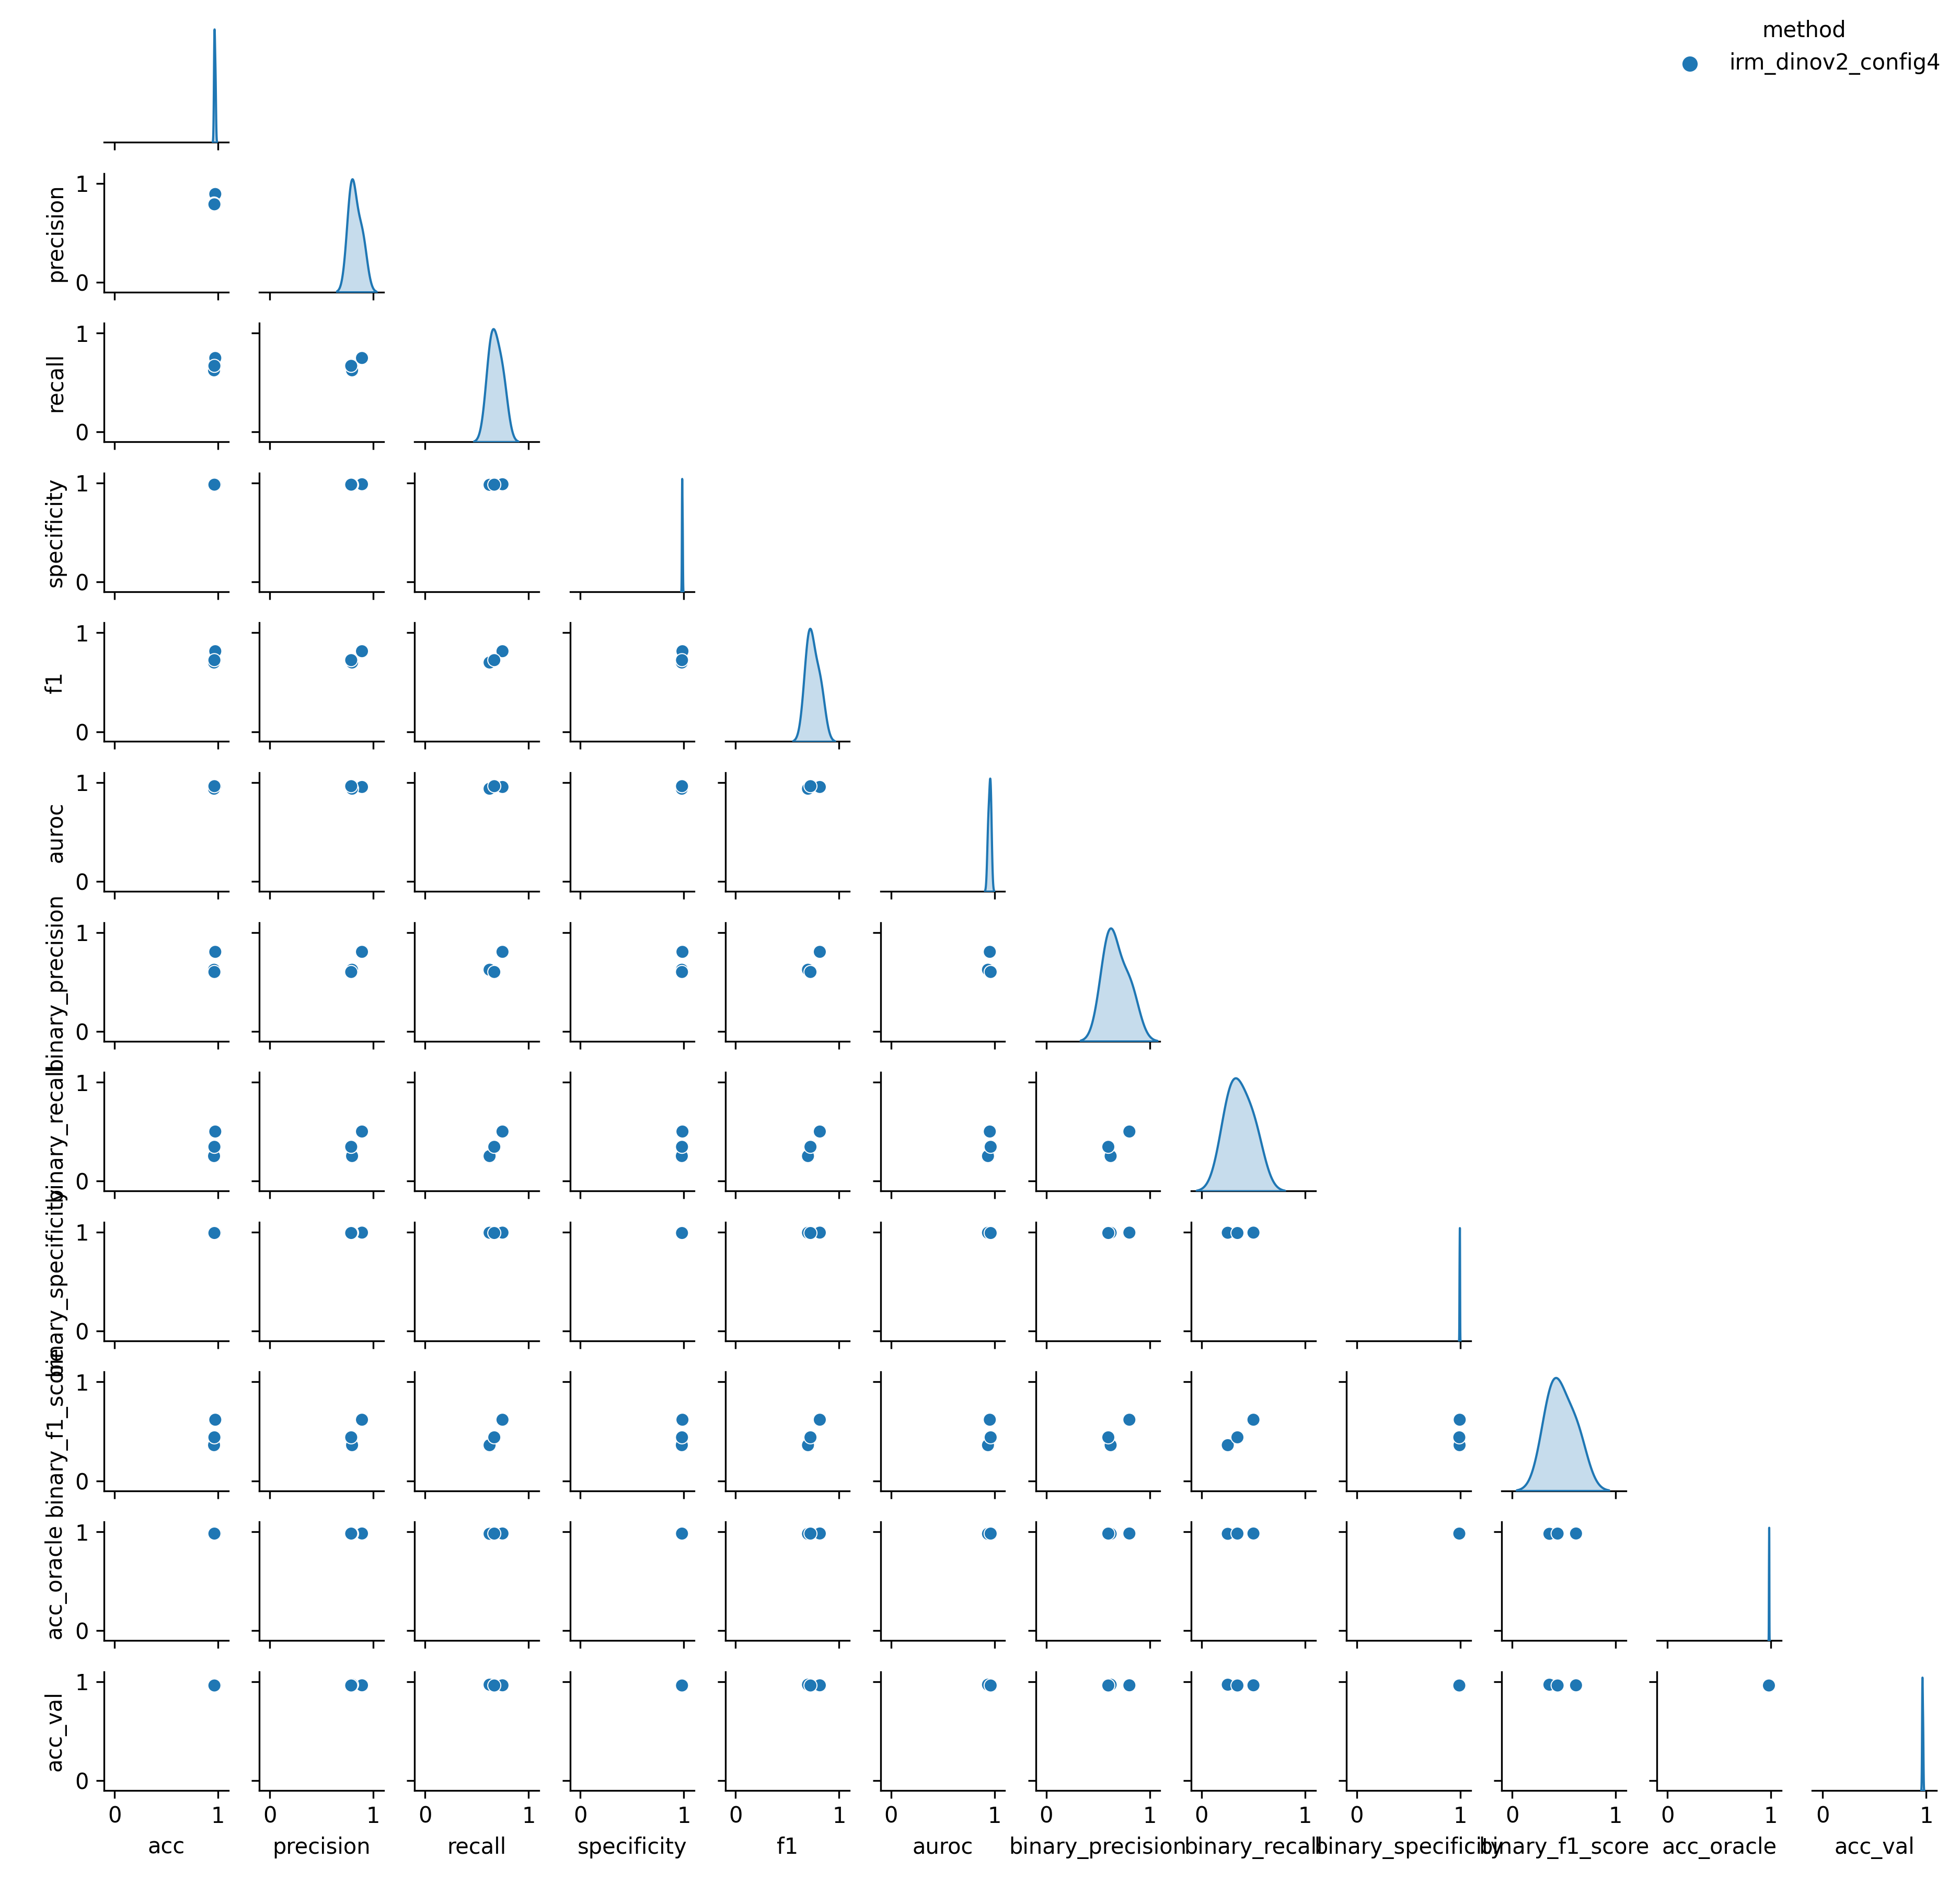 method
irm_dinov2_config4
precision
1
0
recall
1
0
specificity
1
0
f1
1
0
auroc
1
0
binary_precision
1
0
binary_recall
1
0
binary_specificity
1
0
binary_f1_score
1
0
acc_oracle
1
0
acc_val
1
0
0 1 0 1 0 1 0 1 0 1 0 1 0 1 0 1 0 1 0 1 0 1 0 1
acc precision recall specificity f1 auroc binary_precision binary_recall binary_specificity binary_f1_score acc_oracle acc_val